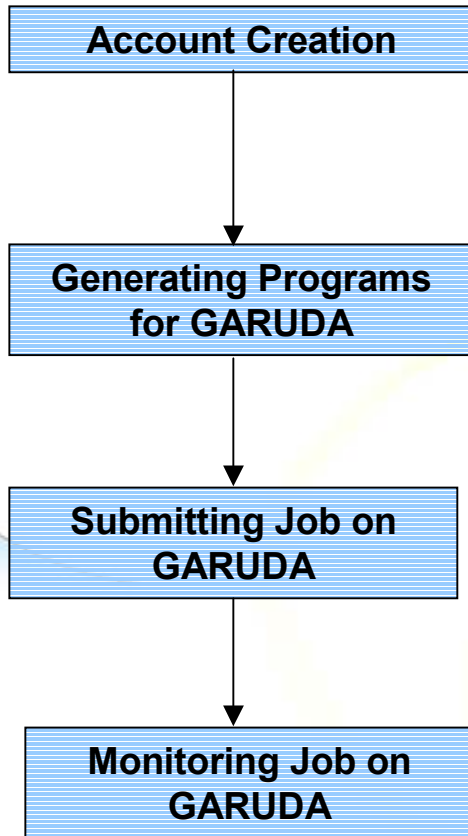 Account Creation
Generating Programs
for GARUDA
Submitting Job on
GARUDA
Monitoring Job on
GARUDA